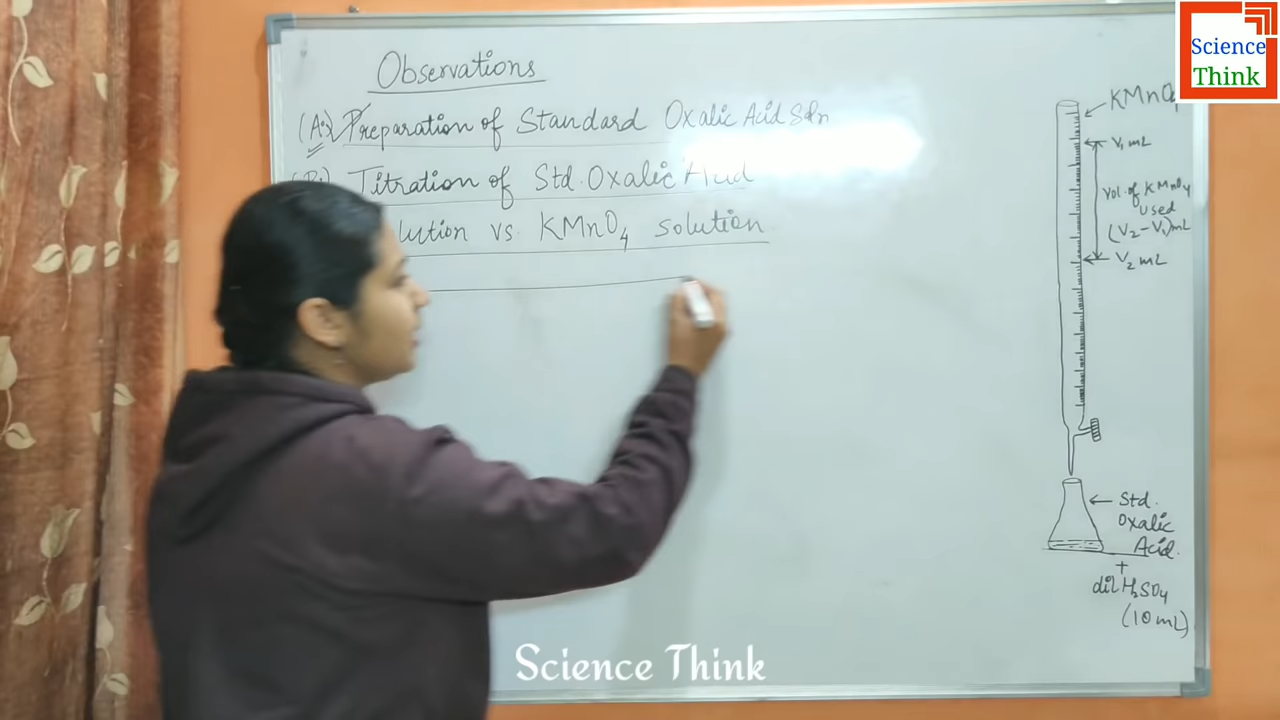 Observations
(A.) Preparation of Standard Oxalic Acid Soln
Titration of Std. Oxalic Acid
lution vs KMnO4 solution
KMnO
V1 mL
Vol. of KMnO4
used
(V2-V1) mL
V2 mL
Std.
Oxalic
Acid.
+
dil H2SO4
(10 mL)
Science
Think
Science Think